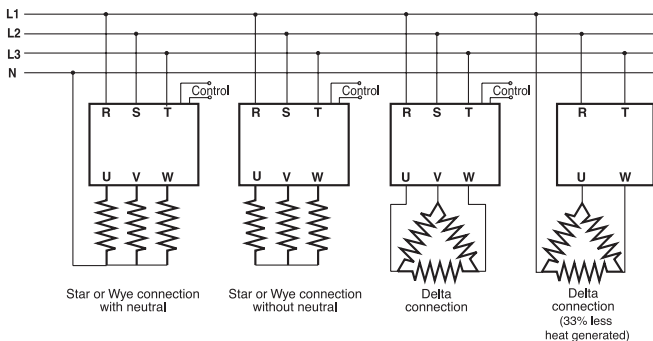 L1
L2
L3
N
Control Control Control
R S T R S T R S T R T
U V W U V W U V W U W
Star or Wye connection
with neutral
Star or Wye connection
without neutral
Delta
connection
Delta
connection
(33% less
heat generated)